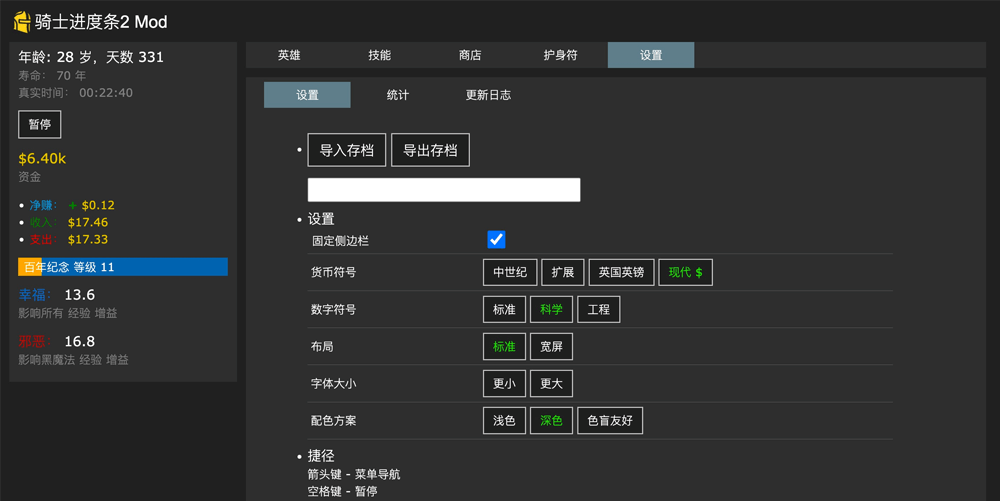 骑士进度条2 Mod
年龄: 28 岁，天数 331
寿命: 70 年
真实时间: 00:22:40
暂停
$6.40k
资金
净赚: + $0.12
收入: $17.46
支出: $17.33
百年纪念 等级 11
幸福: 13.6
影响所有 经验 增益
邪恶: 16.8
影响黑魔法 经验 增益
英雄 技能 商店 护身符 设置
设置 统计 更新日志
导入存档 导出存档
设置
固定侧边栏
货币符号 中世纪 扩展 英国英镑 现代 $
数字符号 标准 科学 工程
布局 标准 宽屏
字体大小 更小 更大
配色方案 浅色 深色 色盲友好
捷径
箭头键 - 菜单导航
空格键 - 暂停